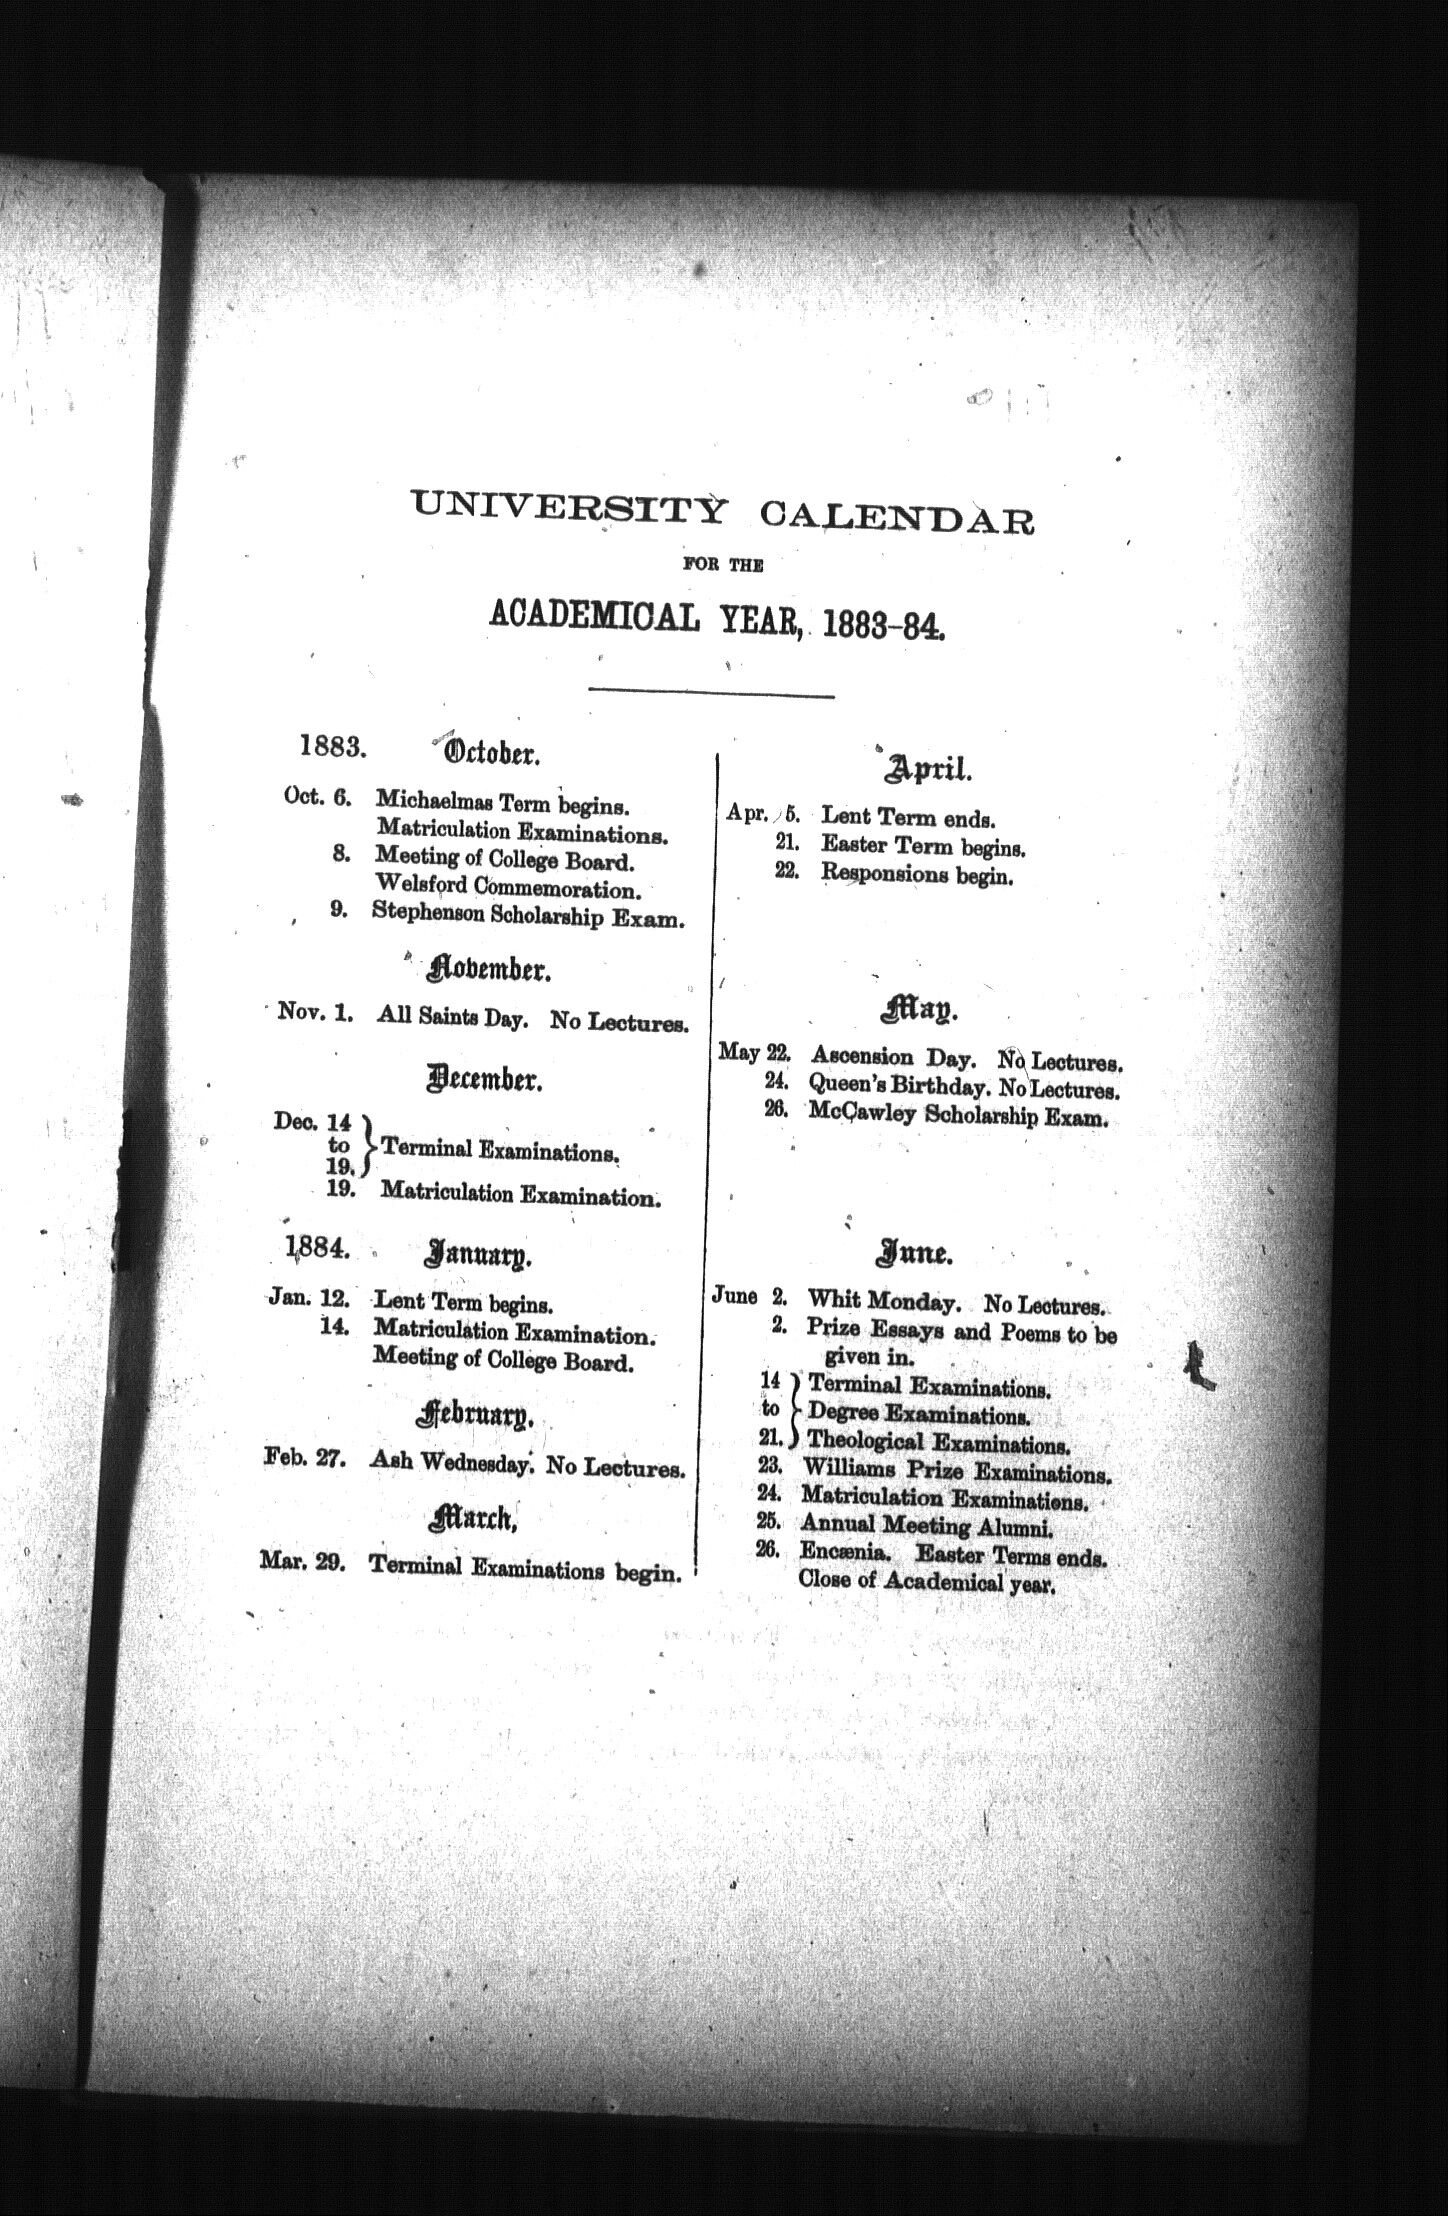 UNIVERSITY CALENDAR
FOR THE
ACADEMICAL YEAR, 1883-84.
1883. October.
Oct. 6. Michaelmas Term begins.
Matriculation Examinations.
8. Meeting of College Board.
Welsford Commemoration.
9. Stephenson Scholarship Exam.
November.
Nov. 1. All Saints Day. No Lectures.
December.
Dec. 14
to
19.
Terminal Examinations.
19. Matriculation Examination.
1884. January.
Jan. 12. Lent Term begins.
14. Matriculation Examination.
Meeting of College Board.
February.
Feb. 27. Ash Wednesday. No Lectures.
March,
Mar. 29. Terminal Examinations begin.
April.
Apr. 5. Lent Term ends.
21. Easter Term begins.
22. Responsions begin.
May.
May 22. Ascension Day. No Lectures.
24. Queen's Birthday. No Lectures.
26. McCawley Scholarship Exam.
June.
June 2. Whit Monday. No Lectures.
2. Prize Essays and Poems to be
given in.
14 Terminal Examinations.
to Degree Examinations.
21. Theological Examinations.
23. Williams Prize Examinations.
24. Matriculation Examinations.
25. Annual Meeting Alumni.
26. Encænia. Easter Terms ends.
Close of Academical year.